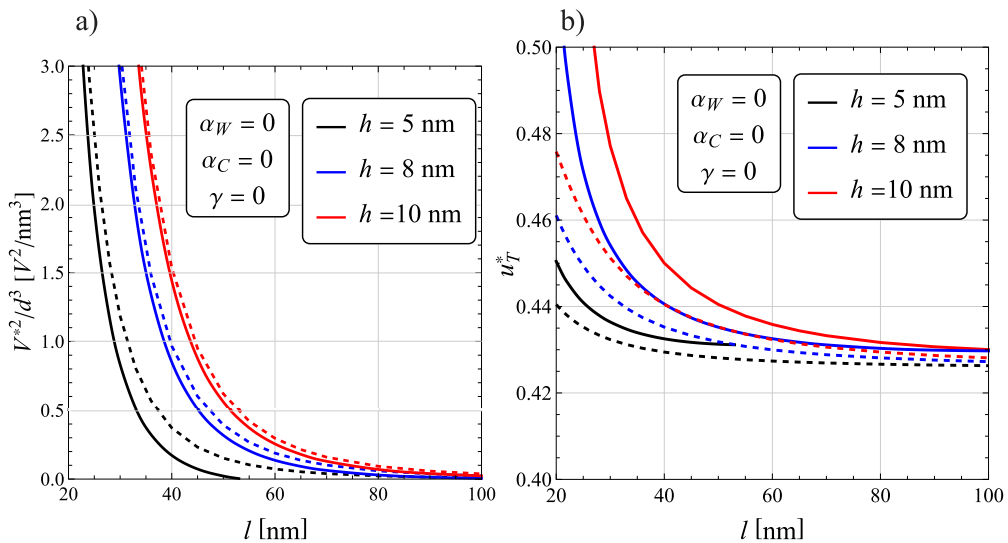 a)
3.0
2.5
2.0
1.5
1.0
0.5
0.0
V*²/d³ [V²/nm³]
α_W = 0
α_C = 0
γ = 0
h = 5 nm
h = 8 nm
h =10 nm
20 40 60 80 100
l [nm]
b)
0.50
0.48
0.46
0.44
0.42
0.40
u*_T
α_W = 0
α_C = 0
γ = 0
h = 5 nm
h = 8 nm
h =10 nm
20 40 60 80 100
l [nm]